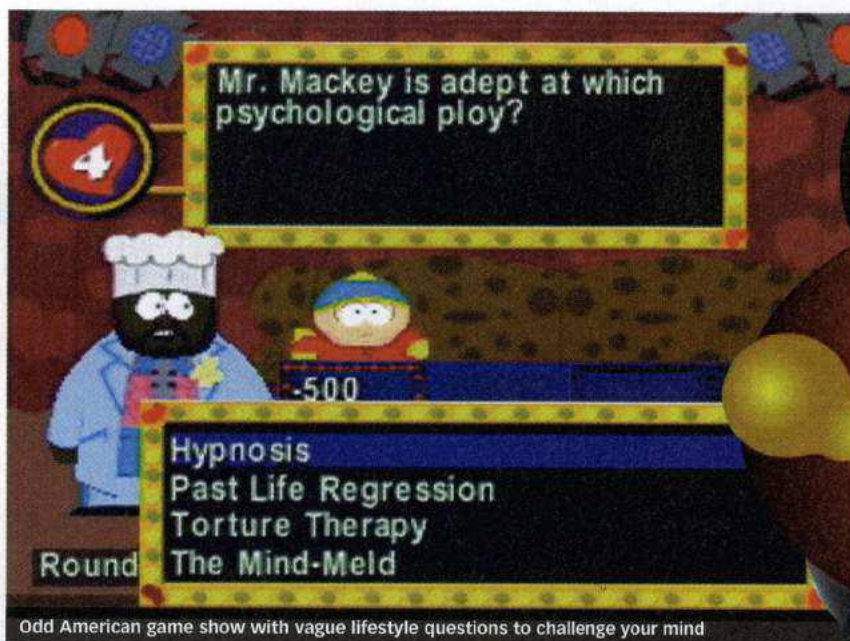 Mr. Mackey is adept at which
psychological ploy?
4
-500
Hypnosis
Past Life Regression
Torture Therapy
The Mind-Meld
Round
Odd American game show with vague lifestyle questions to challenge your mind